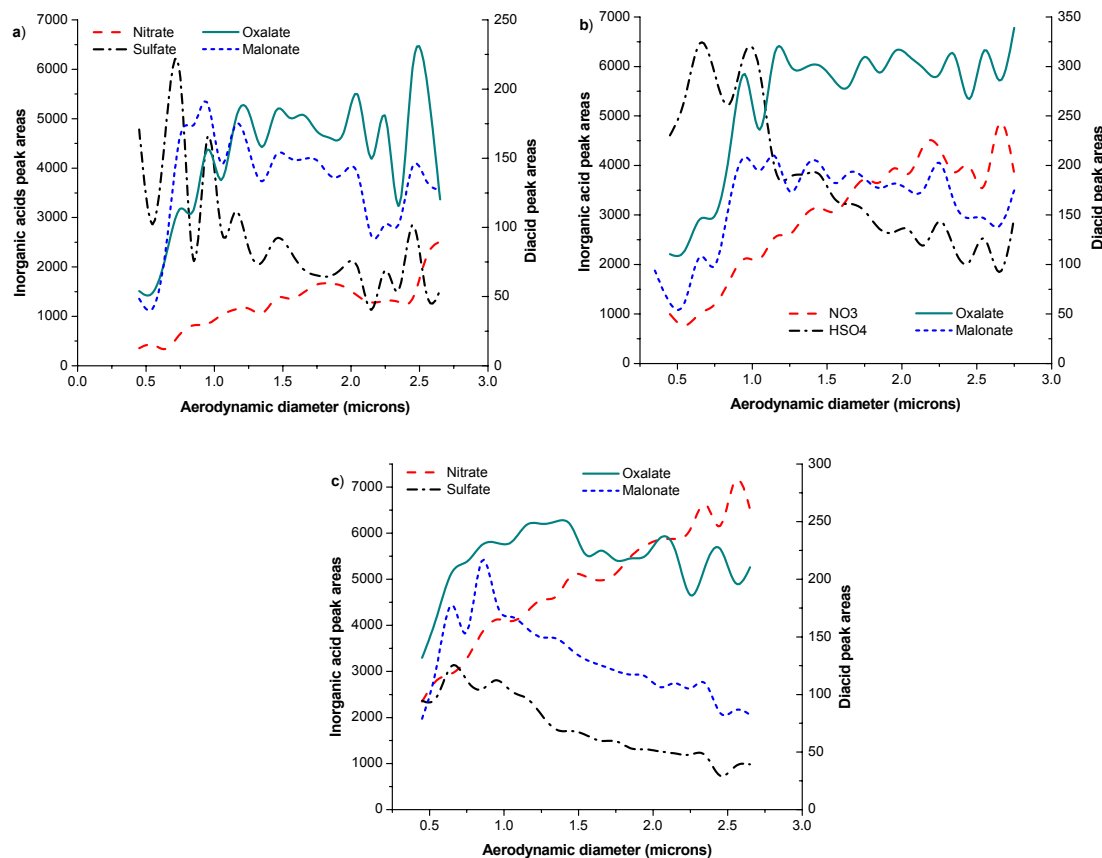 a)
Nitrate
Oxalate
Sulfate
Malonate
7000
6000
5000
4000
3000
2000
1000
0
Inorganic acids peak areas
250
200
150
100
50
0
Diacid peak areas
0.0 0.5 1.0 1.5 2.0 2.5 3.0
Aerodynamic diameter (microns)
b)
7000
6000
5000
4000
3000
2000
1000
0
Inorganic acid peak areas
350
300
250
200
150
100
50
0
Diacid peak areas
NO3
Oxalate
HSO4
Malonate
0.5 1.0 1.5 2.0 2.5 3.0
Aerodynamic diameter (microns)
c)
Nitrate
Oxalate
Sulfate
Malonate
7000
6000
5000
4000
3000
2000
1000
0
Inorganic acid peak areas
300
250
200
150
100
50
0
Diacid peak areas
0.5 1.0 1.5 2.0 2.5 3.0
Aerodynamic diameter (microns)